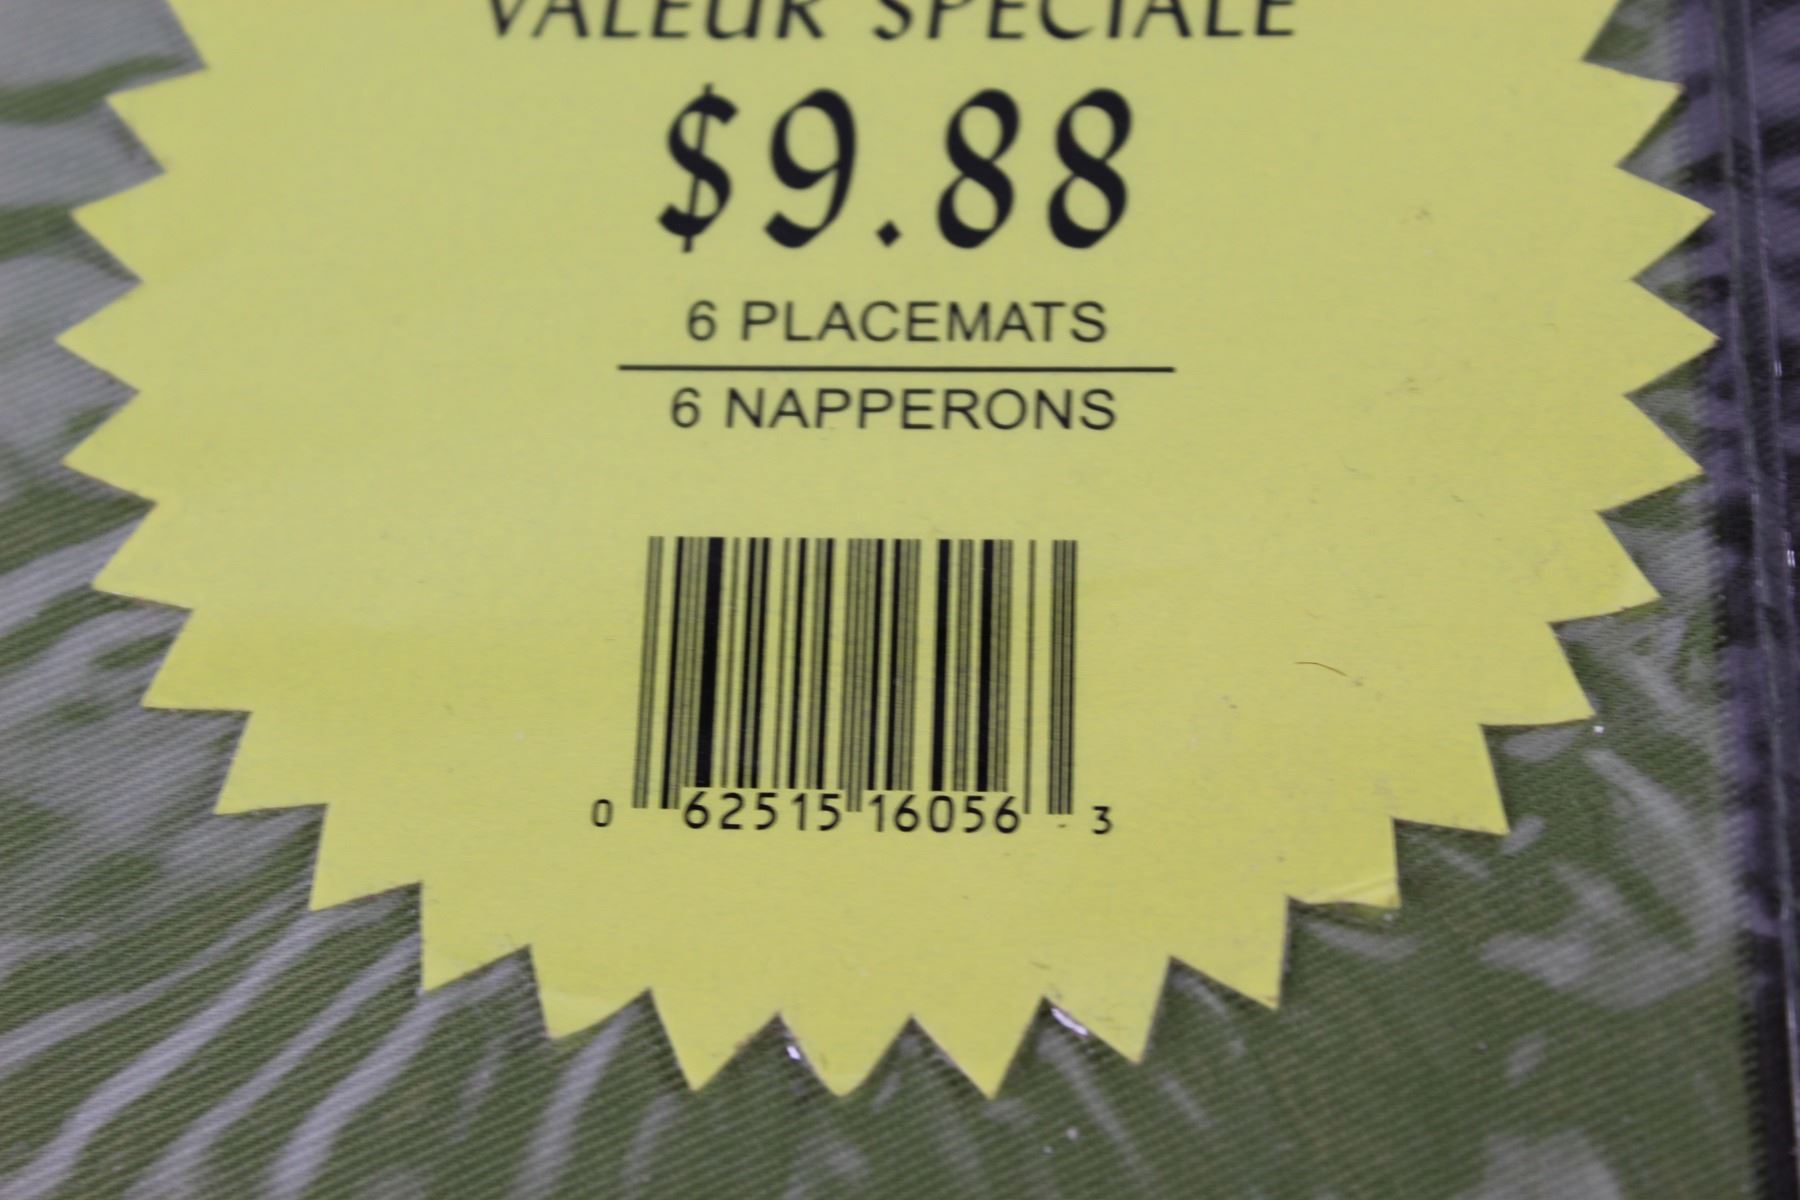 VALEUR SPECIALE
$9.88
6 PLACEMATS
6 NAPPERONS
0 62515 16056 3